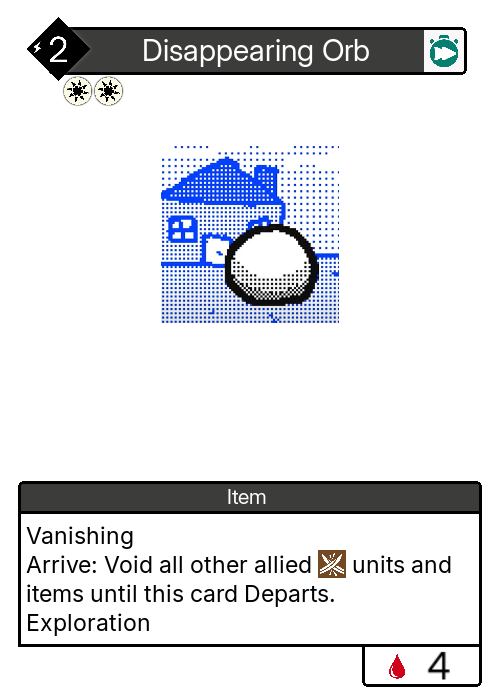 2
Disappearing Orb
Item
Vanishing
Arrive: Void all other allied units and
items until this card Departs.
Exploration
4